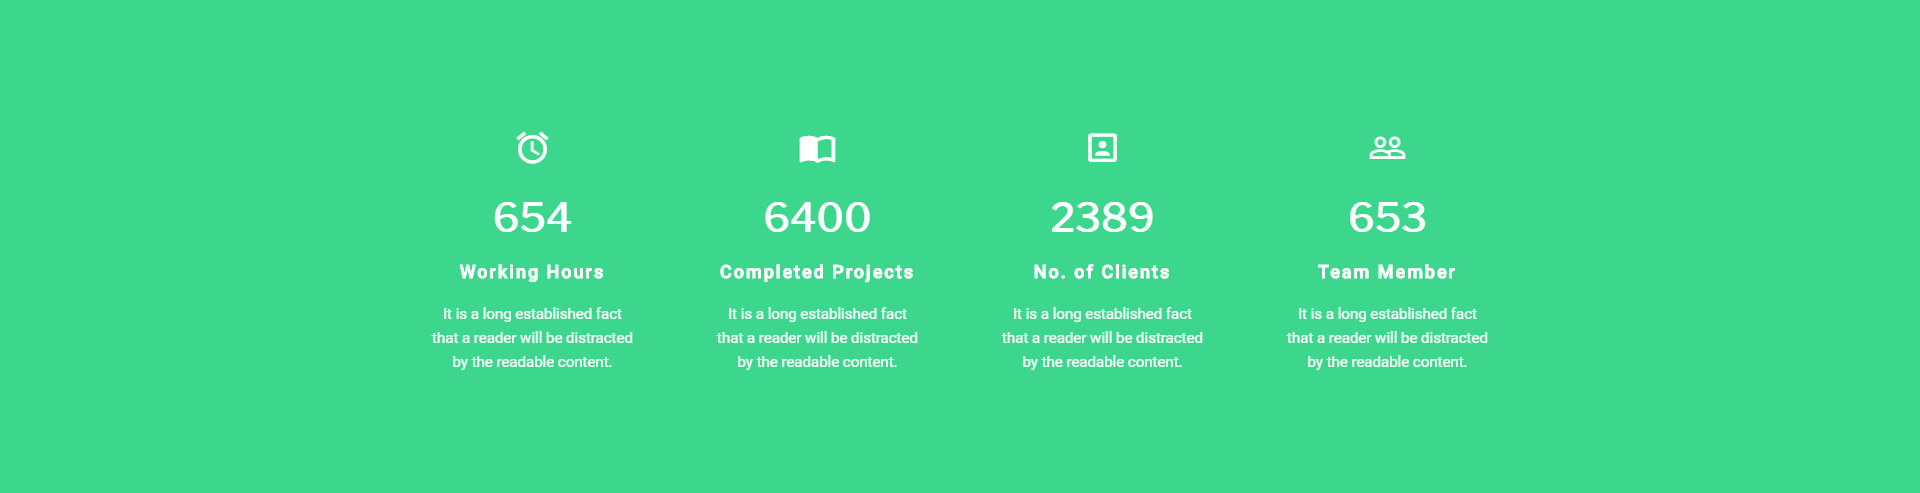 654
Working Hours
It is a long established fact
that a reader will be distracted
by the readable content.
6400
Completed Projects
It is a long established fact
that a reader will be distracted
by the readable content.
2389
No. of Clients
It is a long established fact
that a reader will be distracted
by the readable content.
653
Team Member
It is a long established fact
that a reader will be distracted
by the readable content.